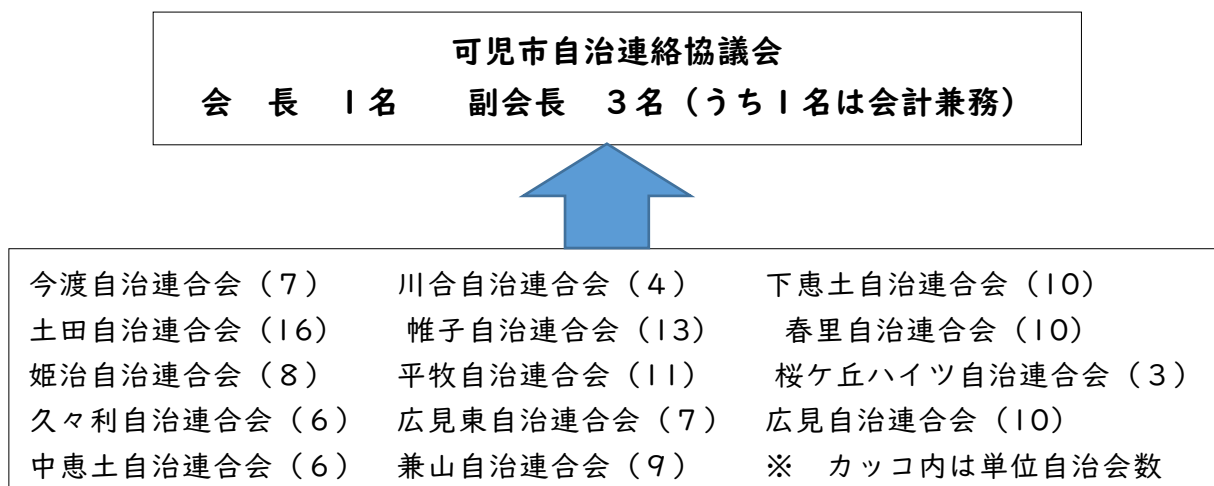 可児市自治連絡協議会
会　長　１名　　副会長　３名（うち１名は会計兼務）
今渡自治連合会（７）　川合自治連合会（４）　下恵土自治連合会（１０）
土田自治連合会（１６）　帷子自治連合会（１３）　春里自治連合会（１０）
姫治自治連合会（８）　平牧自治連合会（１１）　桜ケ丘ハイツ自治連合会（３）
久々利自治連合会（６）　広見東自治連合会（７）　広見自治連合会（１０）
中恵土自治連合会（６）　兼山自治連合会（９）　※　カッコ内は単位自治会数